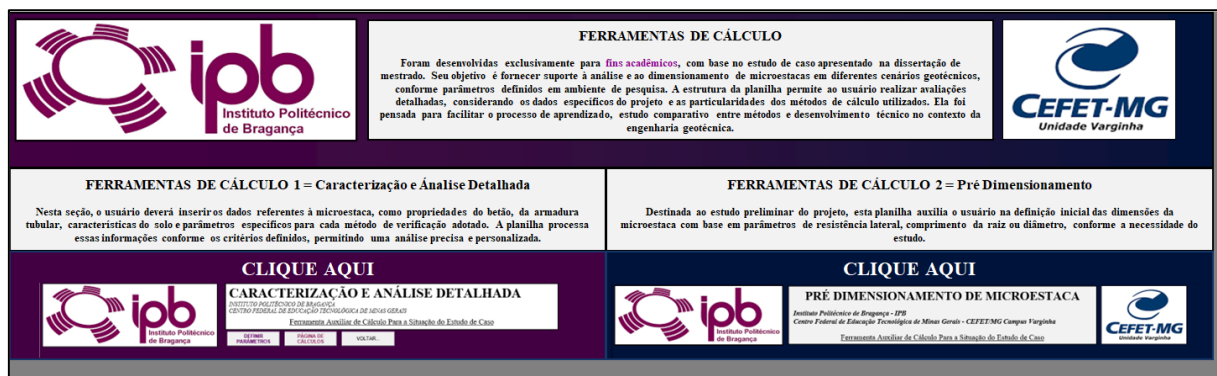 ipb
Instituto Politécnico
de Bragança
FERRAMENTAS DE CÁLCULO
Foram desenvolvidas exclusivamente para fins acadêmicos, com base no estudo de caso apresentado na dissertação de
mestrado. Seu objetivo é fornecer suporte à análise e ao dimensionamento de microestacas em diferentes cenários geotécnicos,
conforme parâmetros definidos em ambiente de pesquisa. A estrutura da planilha permite ao usuário realizar avaliações
detalhadas, considerando os dados específicos do projeto e as particularidades dos métodos de cálculo utilizados. Ela foi
pensada para facilitar o processo de aprendizado, estudo comparativo entre métodos e desenvolvimento técnico no contexto da
engenharia geotécnica.
CEFET-MG
Unidade Varginha
FERRAMENTAS DE CÁLCULO 1 = Caracterização e Ánalise Detalhada
Nesta seção, o usuário deverá inserir os dados referentes à microestaca, como propriedades do betão, da armadura
tubular, características do solo e parâmetros específicos para cada método de verificação adotado. A planilha processa
essas informações conforme os critérios definidos, permitindo uma análise precisa e personalizada.
FERRAMENTAS DE CÁLCULO 2 = Pré Dimensionamento
Destinada ao estudo preliminar do projeto, esta planilha auxilia o usuário na definição inicial das dimensões da
microestaca com base em parâmetros de resistência lateral, comprimento da raiz ou diâmetro, conforme a necessidade do
estudo.
CLIQUE AQUI
ipb
Instituto Politécnico
de Bragança
CARACTERIZAÇÃO E ANÁLISE DETALHADA
INSTITUTO POLITÉCNICO DE BRAGANÇA
CENTRO FEDERAL DE EDUCAÇÃO TECNOLÓGICA DE MINAS GERAIS
Ferramenta Auxiliar de Cálculo Para a Situação do Estudo de Caso
DEFINIR PARÂMETROS
PÁGINA DE CÁLCULOS
VOLTAR...
CLIQUE AQUI
ipb
Instituto Politécnico
de Bragança
PRÉ DIMENSIONAMENTO DE MICROESTACA
Instituto Politécnico de Bragança - IPB
Centro Federal de Educação Tecnológica de Minas Gerais - CEFET/MG Campus Varginha
Ferramenta Auxiliar de Cálculo Para a Situação do Estudo de Caso
CEFET-MG
Unidade Varginha